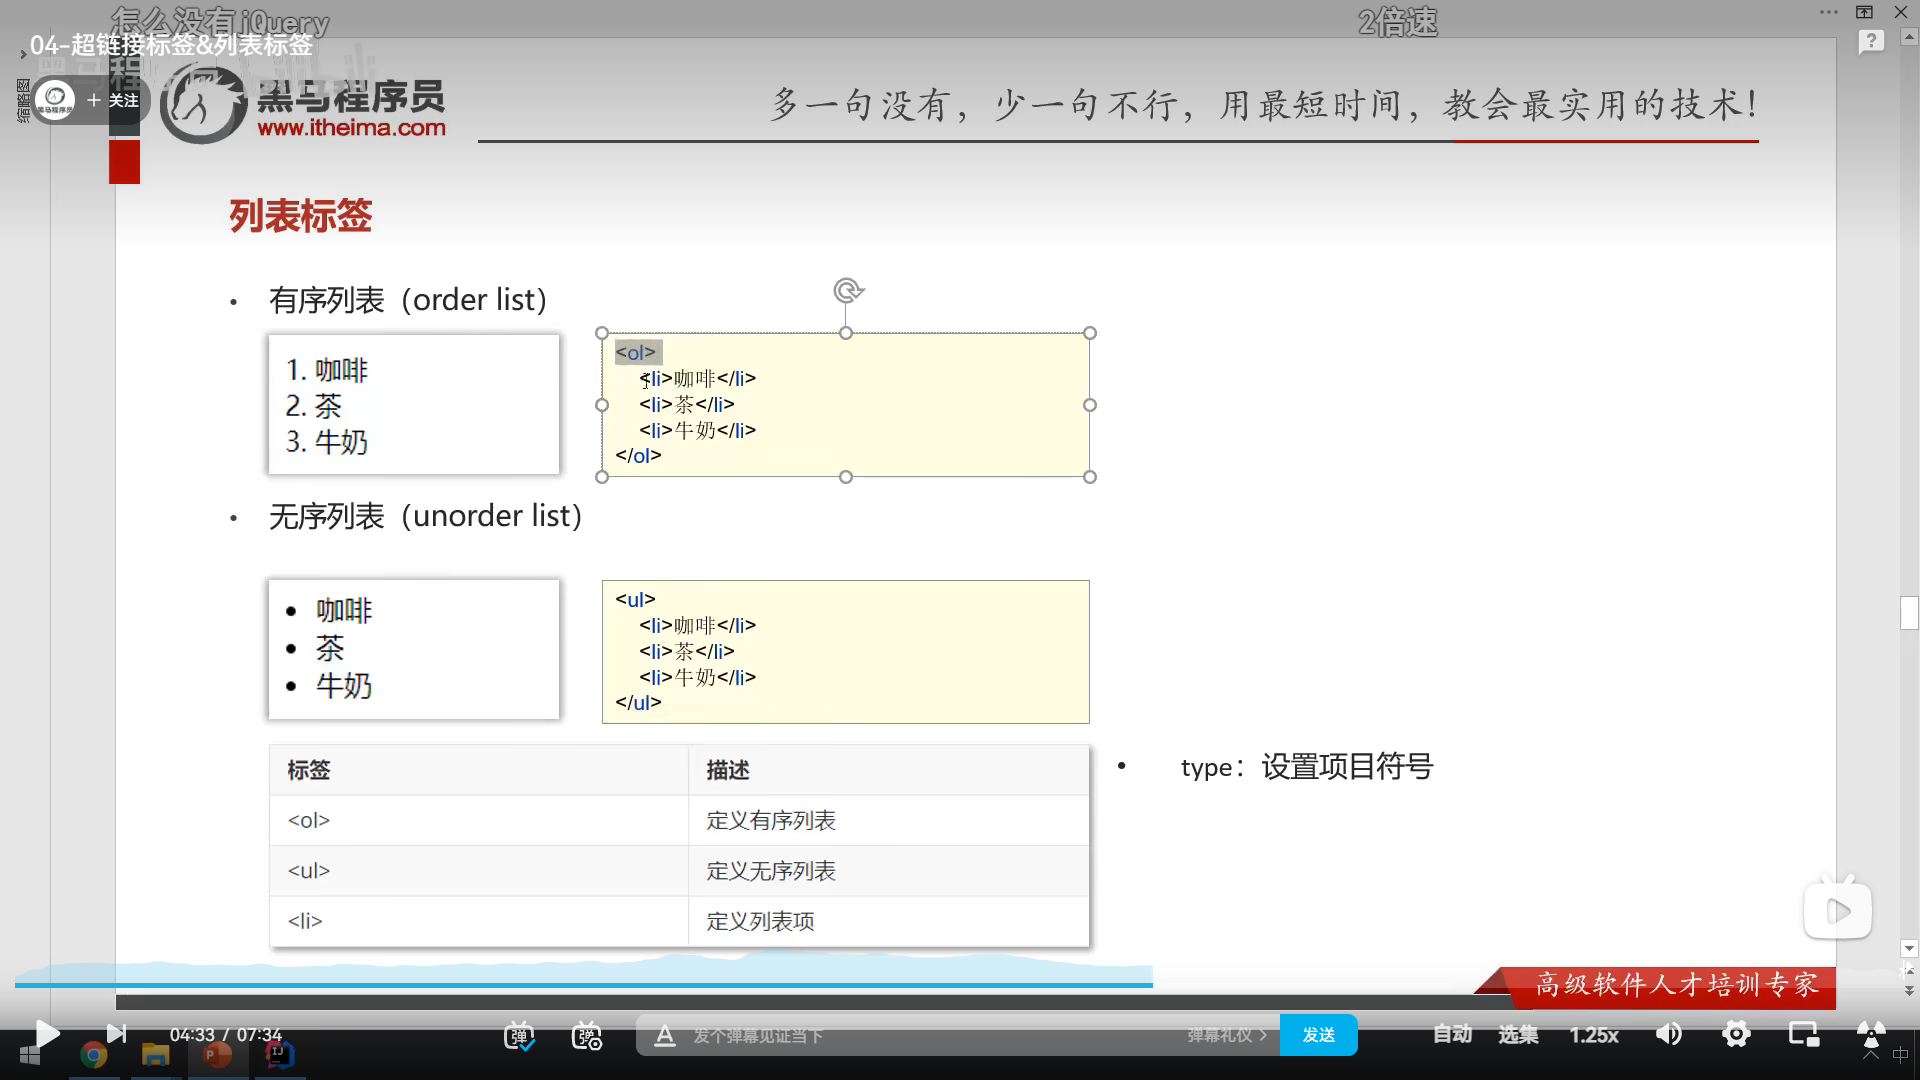 怎么没有jQuery
2倍速
04-超链接标签&列表标签
缩略图
+ 关注
黑马程序员
www.itheima.com
多一句没有，少一句不行，用最短时间，教会最实用的技术！
列表标签
• 有序列表（order list）
1. 咖啡
2. 茶
3. 牛奶
<ol>
<li>咖啡</li>
<li>茶</li>
<li>牛奶</li>
</ol>
• 无序列表（unorder list）
• 咖啡
• 茶
• 牛奶
<ul>
<li>咖啡</li>
<li>茶</li>
<li>牛奶</li>
</ul>
标签 描述
<ol> 定义有序列表
<ul> 定义无序列表
<li> 定义列表项
• type：设置项目符号
高级软件人才培训专家
04:33 / 07:34
弹
弹
A 发个弹幕见证当下
弹幕礼仪 >
发送
自动
选集
1.25x
中